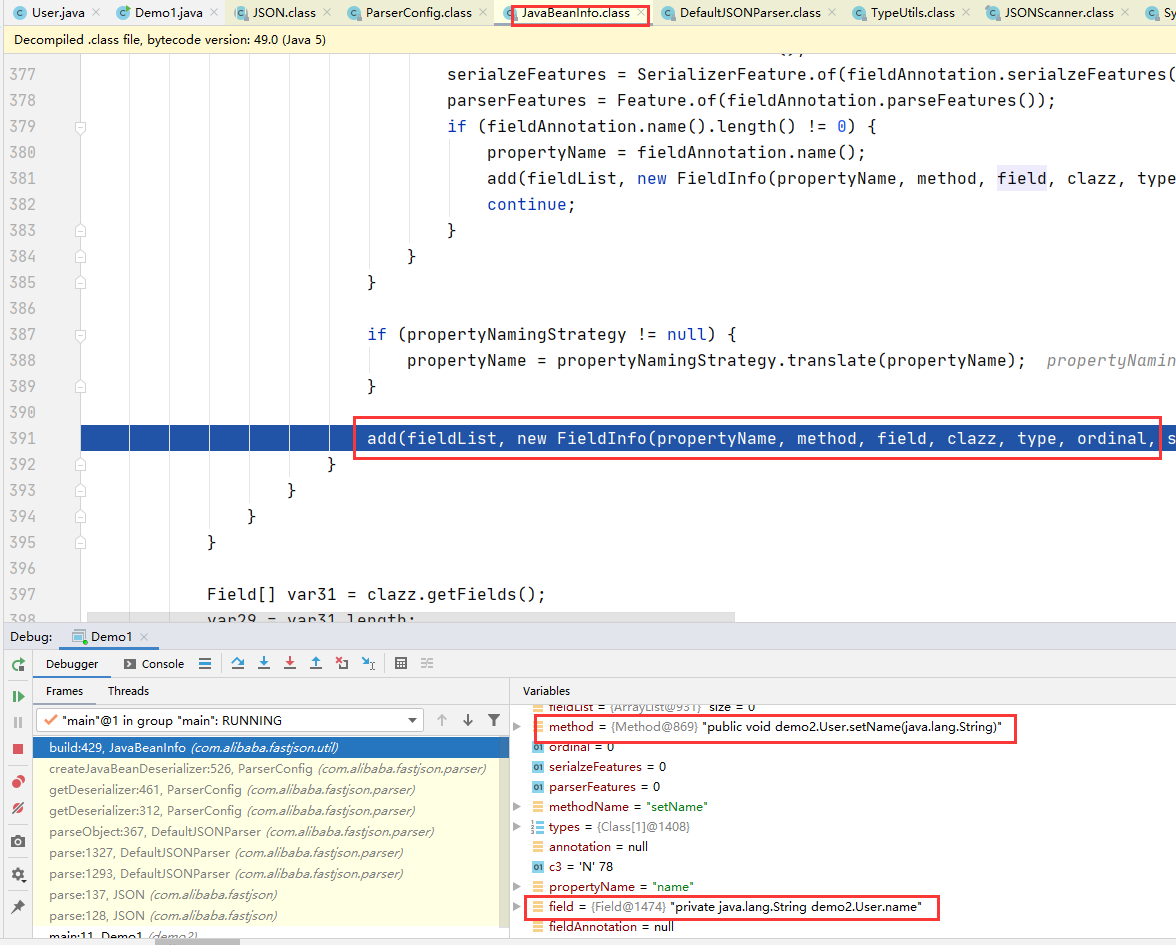 User.java Demo1.java JSON.class ParserConfig.class JavaBeanInfo.class DefaultJSONParser.class TypeUtils.class JSONScanner.class Sy
Decompiled .class file, bytecode version: 49.0 (Java 5)
377 serialzeFeatures = SerializerFeature.of(fieldAnnotation.serialzeFeatures(
378 parserFeatures = Feature.of(fieldAnnotation.parseFeatures());
379 if (fieldAnnotation.name().length() != 0) {
380 propertyName = fieldAnnotation.name();
381 add(fieldList, new FieldInfo(propertyName, method, field, clazz, type
382 continue;
383 }
384 }
385 }
386
387 if (propertyNamingStrategy != null) {
388 propertyName = propertyNamingStrategy.translate(propertyName); propertyNamin
389 }
390
391 add(fieldList, new FieldInfo(propertyName, method, field, clazz, type, ordinal, s
392 }
393 }
394 }
395 }
396
397 Field[] var31 = clazz.getFields();
398 var29 = var31.length;
Debug: Demo1
Debugger Console
Frames Threads
"main"@1 in group "main": RUNNING
build:429, JavaBeanInfo (com.alibaba.fastjson.util)
createJavaBeanDeserializer:526, ParserConfig (com.alibaba.fastjson.parser)
getDeserializer:461, ParserConfig (com.alibaba.fastjson.parser)
getDeserializer:312, ParserConfig (com.alibaba.fastjson.parser)
parseObject:367, DefaultJSONParser (com.alibaba.fastjson.parser)
parse:1327, DefaultJSONParser (com.alibaba.fastjson.parser)
parse:1293, DefaultJSONParser (com.alibaba.fastjson.parser)
parse:137, JSON (com.alibaba.fastjson)
parse:128, JSON (com.alibaba.fastjson)
main:11, Demo1 (demo2)
Variables
fieldList = {ArrayList@931} size = 0
method = {Method@869} "public void demo2.User.setName(java.lang.String)"
ordinal = 0
serialzeFeatures = 0
parserFeatures = 0
methodName = "setName"
types = {Class[1]@1408}
annotation = null
c3 = 'N' 78
propertyName = "name"
field = {Field@1474} "private java.lang.String demo2.User.name"
fieldAnnotation = null